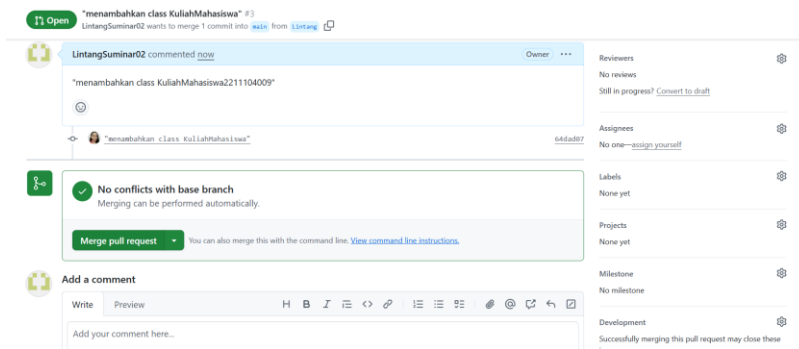 Open
"menambahkan class KuliahMahasiswa" #3
LintangSuminar02 wants to merge 1 commit into main from Lintang
LintangSuminar02 commented now
Owner
"menambahkan class KuliahMahasiswa2211104009"
"menambahkan class KuliahMahasiswa"
64dad07
No conflicts with base branch
Merging can be performed automatically.
Merge pull request
You can also merge this with the command line. View command line instructions.
Add a comment
Write
Preview
Add your comment here...
Reviewers
No reviews
Still in progress? Convert to draft
Assignees
No one—assign yourself
Labels
None yet
Projects
None yet
Milestone
No milestone
Development
Successfully merging this pull request may close these